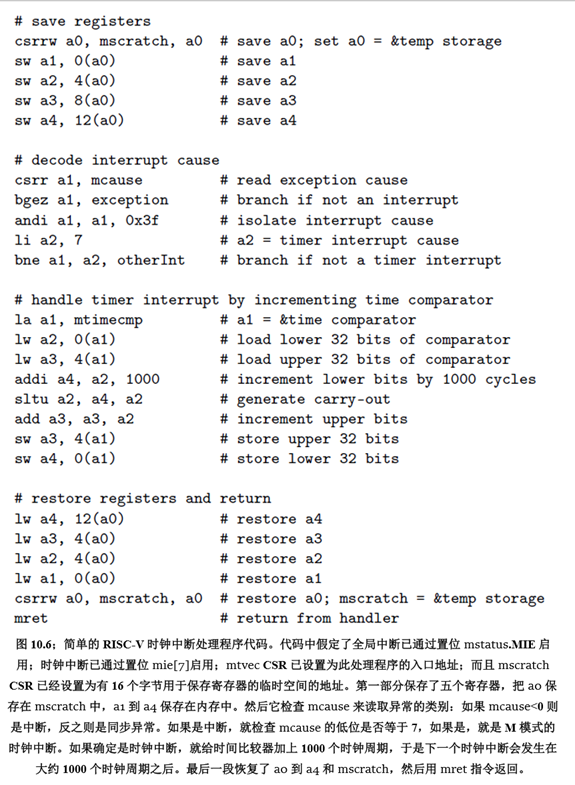 # save registers
csrrw a0, mscratch, a0 # save a0; set a0 = &temp storage
sw a1, 0(a0) # save a1
sw a2, 4(a0) # save a2
sw a3, 8(a0) # save a3
sw a4, 12(a0) # save a4
# decode interrupt cause
csrr a1, mcause # read exception cause
bgez a1, exception # branch if not an interrupt
andi a1, a1, 0x3f # isolate interrupt cause
li a2, 7 # a2 = timer interrupt cause
bne a1, a2, otherInt # branch if not a timer interrupt
# handle timer interrupt by incrementing time comparator
la a1, mtimecmp # a1 = &time comparator
lw a2, 0(a1) # load lower 32 bits of comparator
lw a3, 4(a1) # load upper 32 bits of comparator
addi a4, a2, 1000 # increment lower bits by 1000 cycles
sltu a2, a4, a2 # generate carry-out
add a3, a3, a2 # increment upper bits
sw a3, 4(a1) # store upper 32 bits
sw a4, 0(a1) # store lower 32 bits
# restore registers and return
lw a4, 12(a0) # restore a4
lw a3, 4(a0) # restore a3
lw a2, 4(a0) # restore a2
lw a1, 0(a0) # restore a1
csrrw a0, mscratch, a0 # restore a0; mscratch = &temp storage
mret # return from handler
图 10.6；简单的 RISC-V 时钟中断处理程序代码。代码中假定了全局中断已通过置位 mstatus.MIE 启
用；时钟中断已通过置位 mie[7]启用；mtvec CSR 已设置为此处理程序的入口地址；而且 mscratch
CSR 已经设置为有 16 个字节用于保存寄存器的临时空间的地址。第一部分保存了五个寄存器，把 a0 保
存在 mscratch 中，a1 到 a4 保存在内存中。然后它检查 mcause 来读取异常的类别：如果 mcause<0 则
是中断，反之则是同步异常。如果是中断，就检查 mcause 的低位是否等于 7，如果是，就是 M 模式的
时钟中断。如果确定是时钟中断，就给时间比较器加上 1000 个时钟周期，于是下一个时钟中断会发生在
大约 1000 个时钟周期之后。最后一段恢复了 a0 到 a4 和 mscratch，然后用 mret 指令返回。